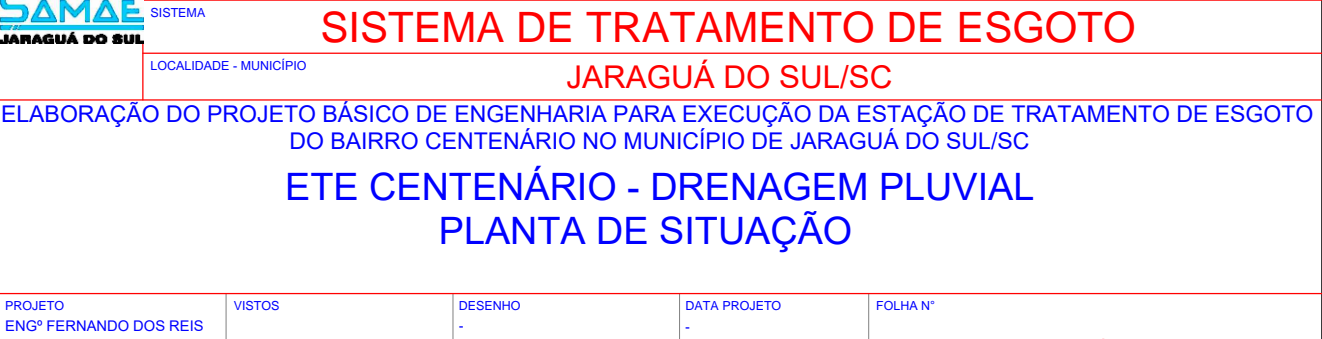 SAMAE
JARAGUÁ DO SUL
SISTEMA
SISTEMA DE TRATAMENTO DE ESGOTO
LOCALIDADE - MUNICÍPIO
JARAGUÁ DO SUL/SC
ELABORAÇÃO DO PROJETO BÁSICO DE ENGENHARIA PARA EXECUÇÃO DA ESTAÇÃO DE TRATAMENTO DE ESGOTO
DO BAIRRO CENTENÁRIO NO MUNICÍPIO DE JARAGUÁ DO SUL/SC
ETE CENTENÁRIO - DRENAGEM PLUVIAL
PLANTA DE SITUAÇÃO
PROJETO
ENGº FERNANDO DOS REIS
VISTOS
DESENHO
-
DATA PROJETO
-
FOLHA N°